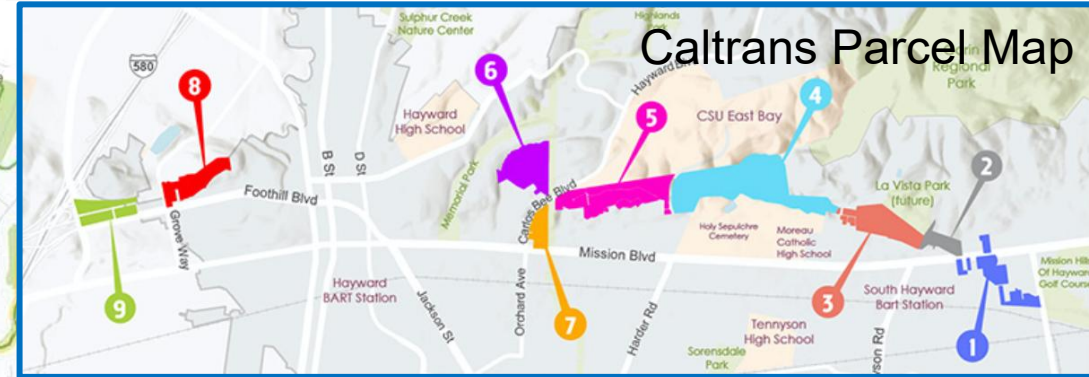 Caltrans Parcel Map
Sulphur Creek
Nature Center
Highlands
580
8
6
Hayward
Regional
Park
Hayward
High School
5
CSU East Bay
4
B St
D St
2
Foothill Blvd
Memorial Park
La Vista Park
(future)
Carlos Bee Blvd
Grove Way
Holy Sepulchre
Cemetery
Moreau
Catholic
High School
Mission Blvd
Mission Hills
Of Hayward
Golf Course
Hayward
BART Station
Orchard Ave
Jackson St
South Hayward
Bart Station
9
7
Harder Rd
3
Tennyson
High School
Sorensdale
Park
Rd
1